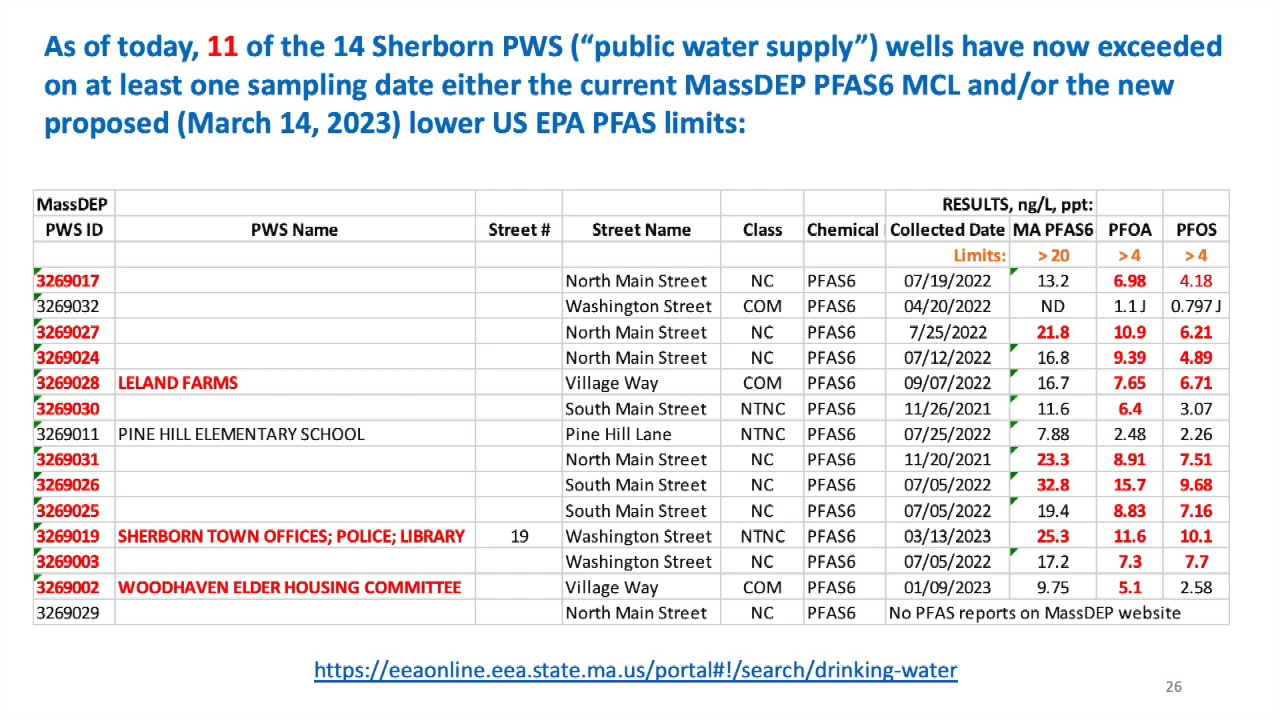 As of today, 11 of the 14 Sherborn PWS (“public water supply”) wells have now exceeded
on at least one sampling date either the current MassDEP PFAS6 MCL and/or the new
proposed (March 14, 2023) lower US EPA PFAS limits:
MassDEP RESULTS, ng/L, ppt:
PWS ID PWS Name Street # Street Name Class Chemical Collected Date MA PFAS6 PFOA PFOS
Limits: > 20 > 4 > 4
3269017 North Main Street NC PFAS6 07/19/2022 13.2 6.98 4.18
3269032 Washington Street COM PFAS6 04/20/2022 ND 1.1 J 0.797 J
3269027 North Main Street NC PFAS6 7/25/2022 21.8 10.9 6.21
3269024 North Main Street NC PFAS6 07/12/2022 16.8 9.39 4.89
3269028 LELAND FARMS Village Way COM PFAS6 09/07/2022 16.7 7.65 6.71
3269030 South Main Street NTNC PFAS6 11/26/2021 11.6 6.4 3.07
3269011 PINE HILL ELEMENTARY SCHOOL Pine Hill Lane NTNC PFAS6 07/25/2022 7.88 2.48 2.26
3269031 North Main Street NC PFAS6 11/20/2021 23.3 8.91 7.51
3269026 South Main Street NC PFAS6 07/05/2022 32.8 15.7 9.68
3269025 South Main Street NC PFAS6 07/05/2022 19.4 8.83 7.16
3269019 SHERBORN TOWN OFFICES; POLICE; LIBRARY 19 Washington Street NTNC PFAS6 03/13/2023 25.3 11.6 10.1
3269003 Washington Street NC PFAS6 07/05/2022 17.2 7.3 7.7
3269002 WOODHAVEN ELDER HOUSING COMMITTEE Village Way COM PFAS6 01/09/2023 9.75 5.1 2.58
3269029 North Main Street NC PFAS6 No PFAS reports on MassDEP website
https://eeaonline.eea.state.ma.us/portal#!/search/drinking-water
26